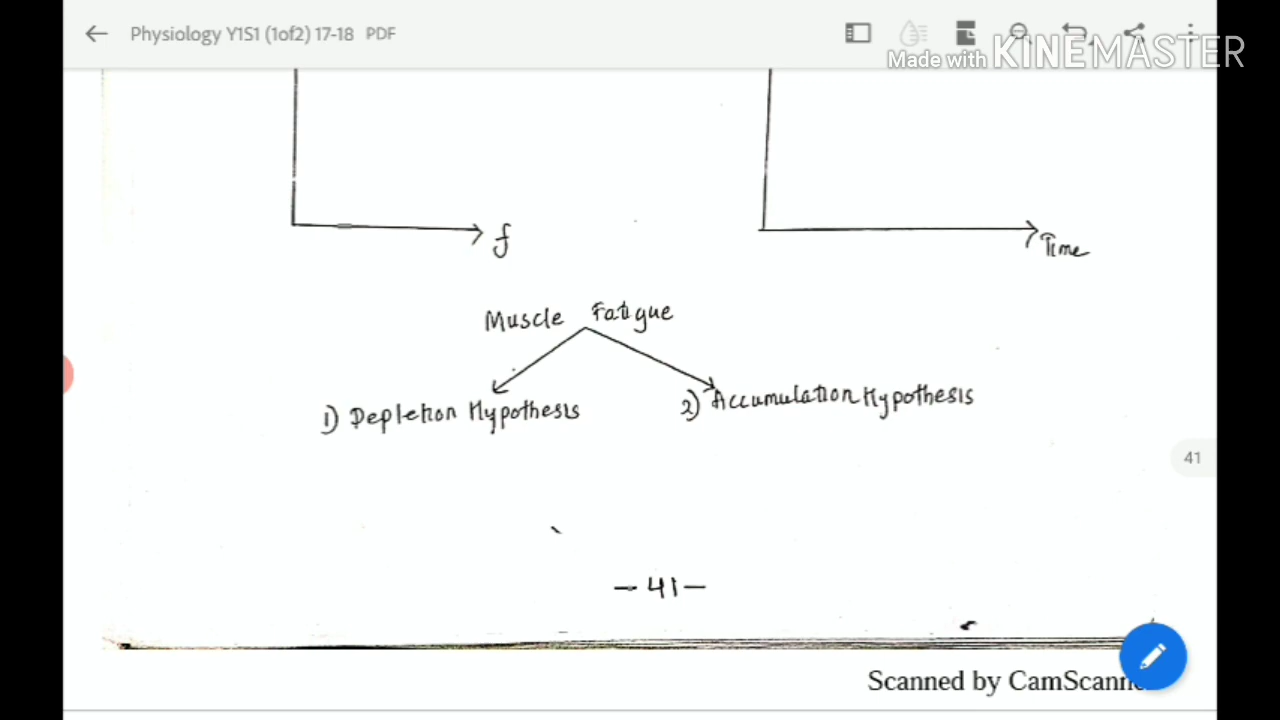 Physiology Y1S1 (1of2) 17-18 PDF
Made with KINEMASTER
f
Time
Muscle Fatigue
1) Depletion Hypothesis
2) Accumulation Hypothesis
41
- 41 -
Scanned by CamScanne